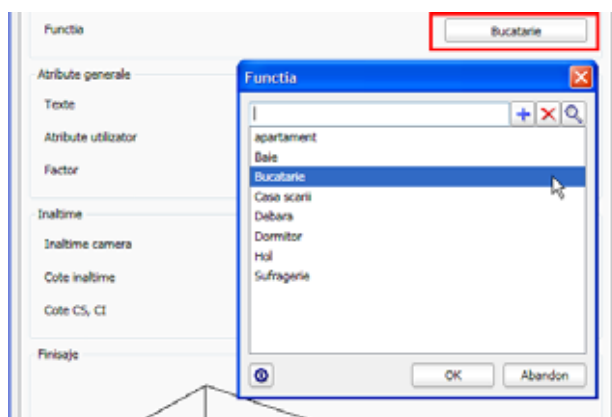 Functia
Bucatarie
Atribute generale
Functia
Texte
Atribute utilizator
apartament
Baie
Factor
Bucatarie
Casa scarii
Inaltime
Debara
Inaltime camera
Dormitor
Hol
Cote inaltime
Sufragerie
Cote CS, CI
Finisaje
OK
Abandon